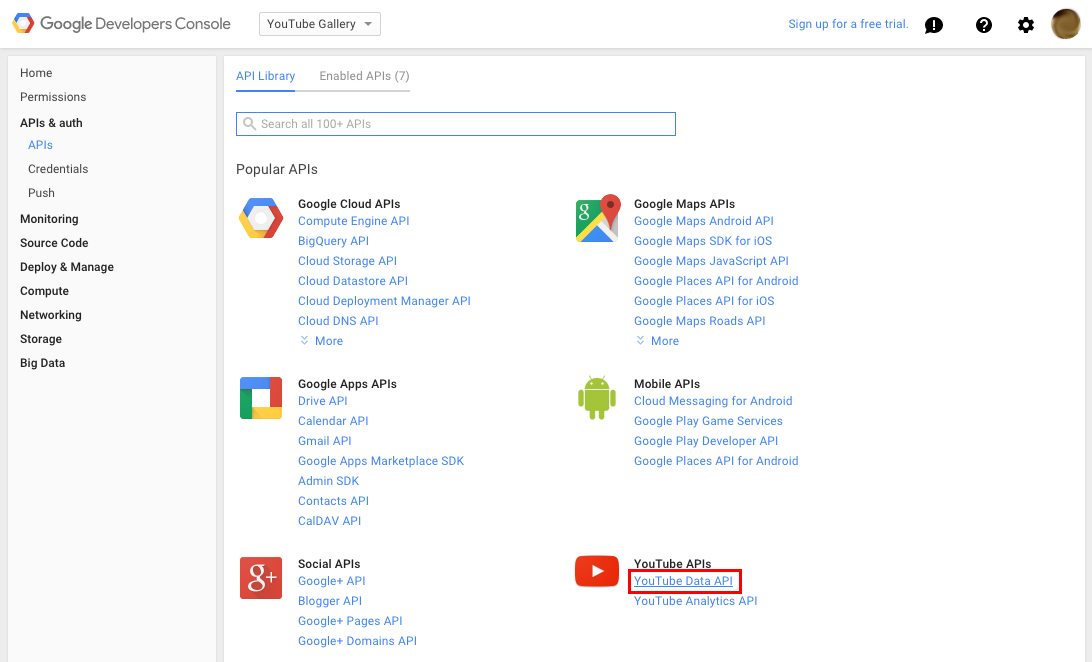 Google Developers Console
YouTube Gallery
Sign up for a free trial.
Home
Permissions
APIs & auth
APIs
Credentials
Push
Monitoring
Source Code
Deploy & Manage
Compute
Networking
Storage
Big Data
API Library
Enabled APIs (7)
Search all 100+ APIs
Popular APIs
Google Cloud APIs
Compute Engine API
BigQuery API
Cloud Storage API
Cloud Datastore API
Cloud Deployment Manager API
Cloud DNS API
More
Google Maps APIs
Google Maps Android API
Google Maps SDK for iOS
Google Maps JavaScript API
Google Places API for Android
Google Places API for iOS
Google Maps Roads API
More
Google Apps APIs
Drive API
Calendar API
Gmail API
Google Apps Marketplace SDK
Admin SDK
Contacts API
CalDAV API
Mobile APIs
Cloud Messaging for Android
Google Play Game Services
Google Play Developer API
Google Places API for Android
Social APIs
Google+ API
Blogger API
Google+ Pages API
Google+ Domains API
YouTube APIs
YouTube Data API
YouTube Analytics API